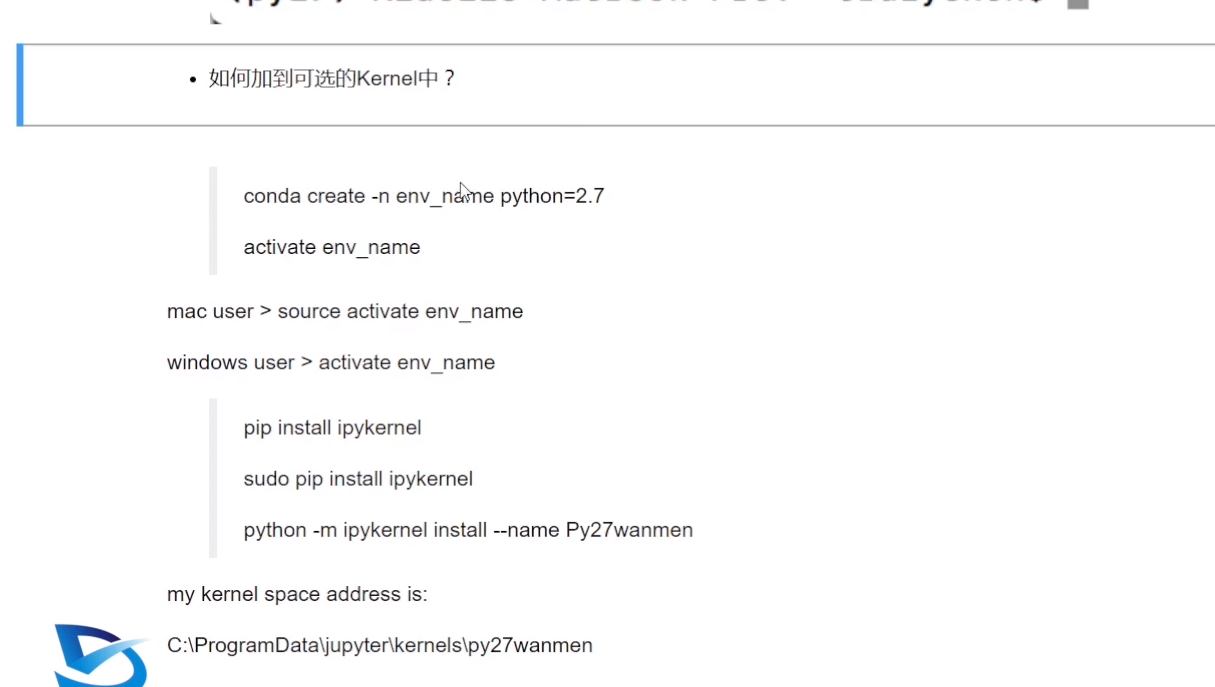 如何加到可选的Kernel中？
conda create -n env_name python=2.7
activate env_name
mac user > source activate env_name
windows user > activate env_name
pip install ipykernel
sudo pip install ipykernel
python -m ipykernel install --name Py27wanmen
my kernel space address is:
C:\ProgramData\jupyter\kernels\py27wanmen